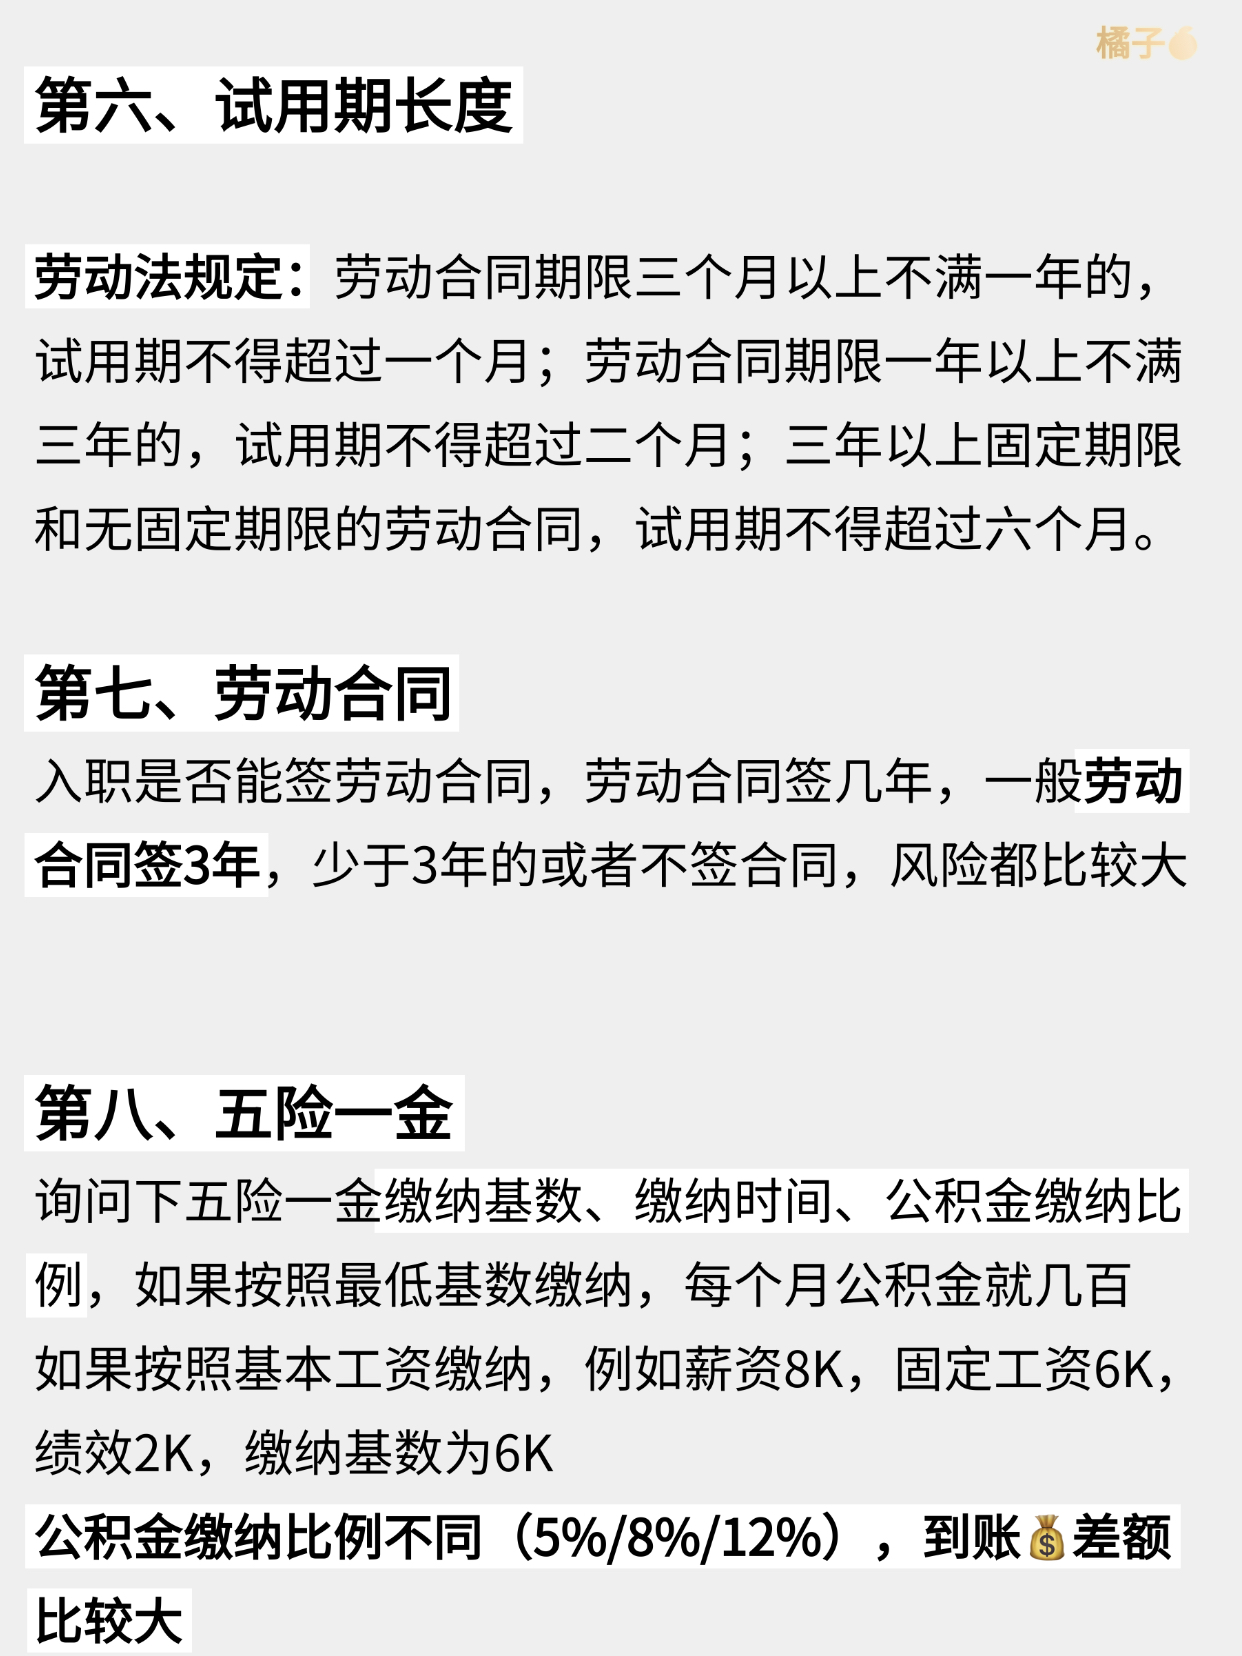 橘子
第六、试用期长度
劳动法规定：劳动合同期限三个月以上不满一年的，
试用期不得超过一个月；劳动合同期限一年以上不满
三年的，试用期不得超过二个月；三年以上固定期限
和无固定期限的劳动合同，试用期不得超过六个月。
第七、劳动合同
入职是否能签劳动合同，劳动合同签几年，一般劳动
合同签3年，少于3年的或者不签合同，风险都比较大
第八、五险一金
询问下五险一金缴纳基数、缴纳时间、公积金缴纳比
例，如果按照最低基数缴纳，每个月公积金就几百
如果按照基本工资缴纳，例如薪资8K，固定工资6K，
绩效2K，缴纳基数为6K
公积金缴纳比例不同（5%/8%/12%），到账💰差额
比较大